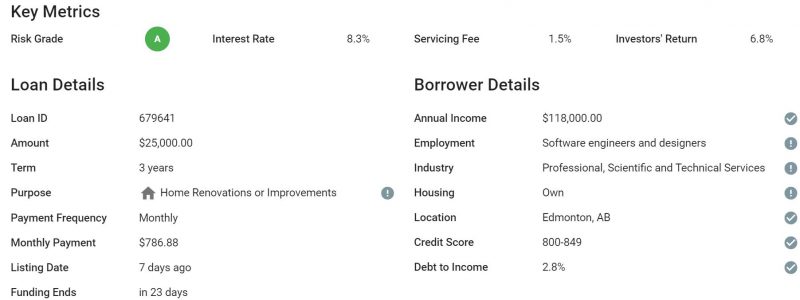 Key Metrics
Risk Grade A Interest Rate 8.3% Servicing Fee 1.5% Investors' Return 6.8%
Loan Details
Loan ID 679641
Amount $25,000.00
Term 3 years
Purpose Home Renovations or Improvements
Payment Frequency Monthly
Monthly Payment $786.88
Listing Date 7 days ago
Funding Ends in 23 days
Borrower Details
Annual Income $118,000.00
Employment Software engineers and designers
Industry Professional, Scientific and Technical Services
Housing Own
Location Edmonton, AB
Credit Score 800-849
Debt to Income 2.8%